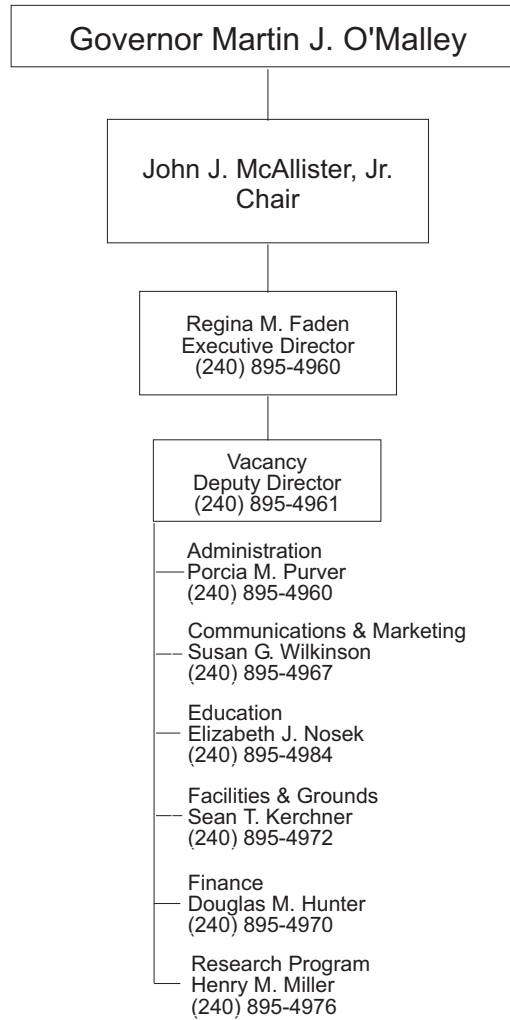 Governor Martin J. O'Malley
John J. McAllister, Jr.
Chair
Regina M. Faden
Executive Director
(240) 895-4960
Vacancy
Deputy Director
(240) 895-4961
Administration
Porcia M. Purver
(240) 895-4960
Communications & Marketing
Susan G. Wilkinson
(240) 895-4967
Education
Elizabeth J. Nosek
(240) 895-4984
Facilities & Grounds
Sean T. Kerchner
(240) 895-4972
Finance
Douglas M. Hunter
(240) 895-4970
Research Program
Henry M. Miller
(240) 895-4976